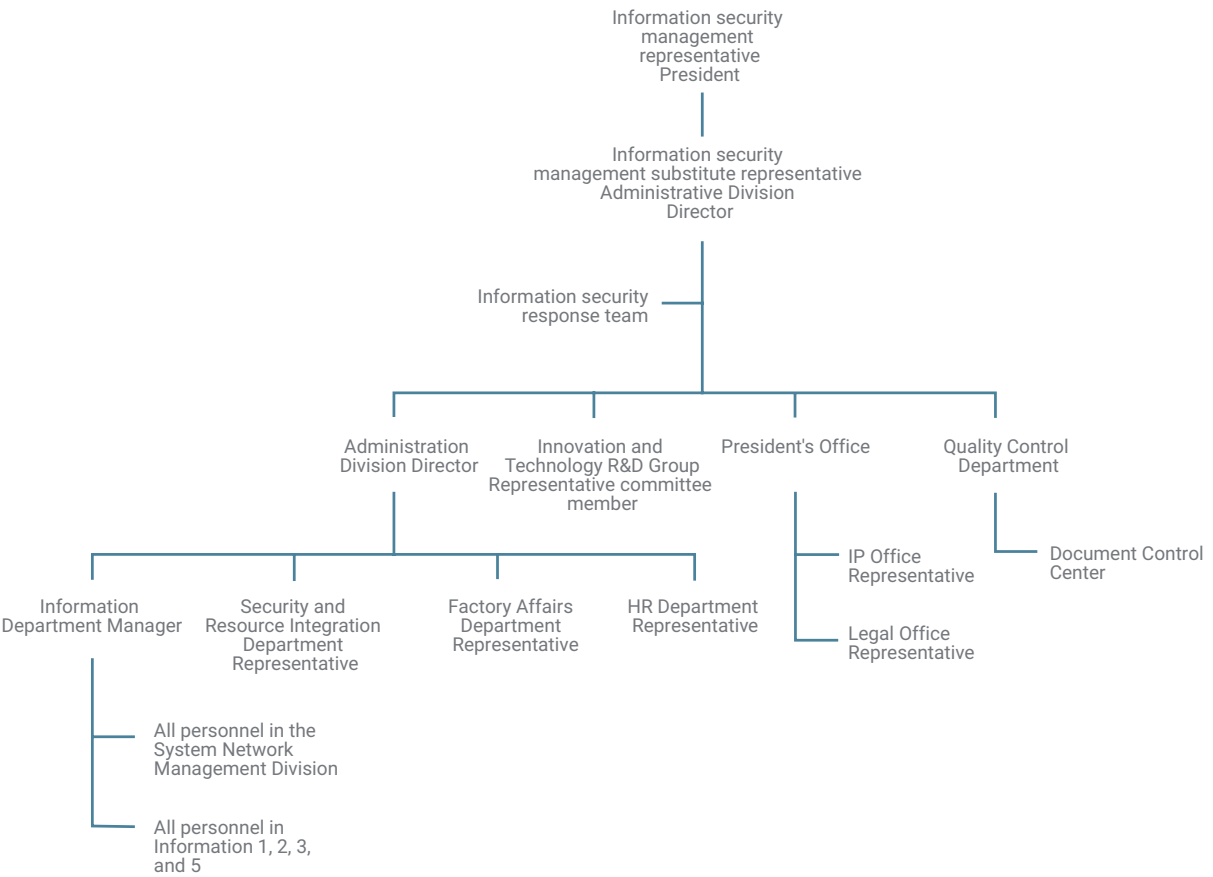 Information security
management
representative
President
Information security
management substitute representative
Administrative Division
Director
Information security
response team
Administration
Division Director
Innovation and
Technology R&D Group
Representative committee
member
President's Office
Quality Control
Department
IP Office
Representative
Legal Office
Representative
Document Control
Center
Information
Department Manager
Security and
Resource Integration
Department
Representative
Factory Affairs
Department
Representative
HR Department
Representative
All personnel in the
System Network
Management Division
All personnel in
Information 1, 2, 3,
and 5